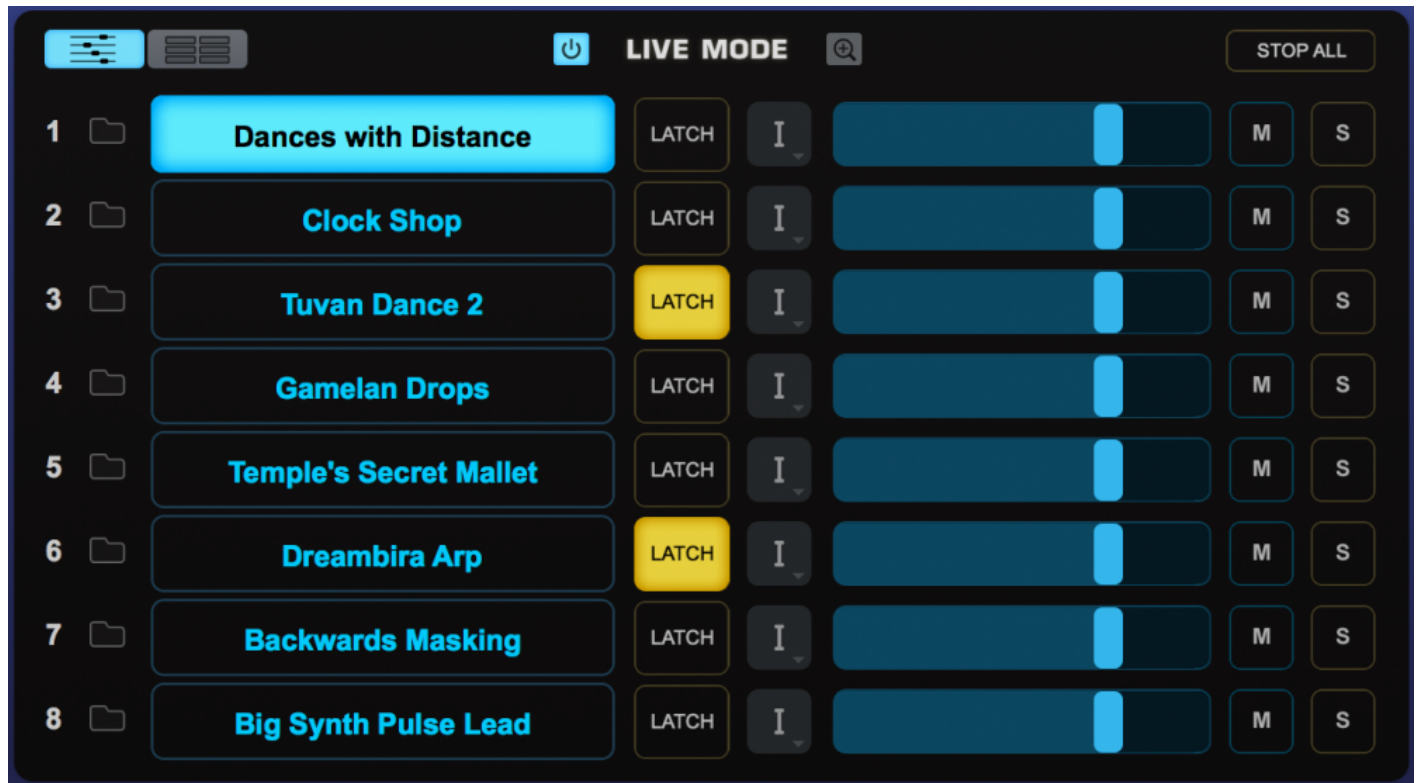 LIVE MODE STOP ALL
1 Dances with Distance LATCH I M S
2 Clock Shop LATCH I M S
3 Tuvan Dance 2 LATCH I M S
4 Gamelan Drops LATCH I M S
5 Temple's Secret Mallet LATCH I M S
6 Dreambira Arp LATCH I M S
7 Backwards Masking LATCH I M S
8 Big Synth Pulse Lead LATCH I M S